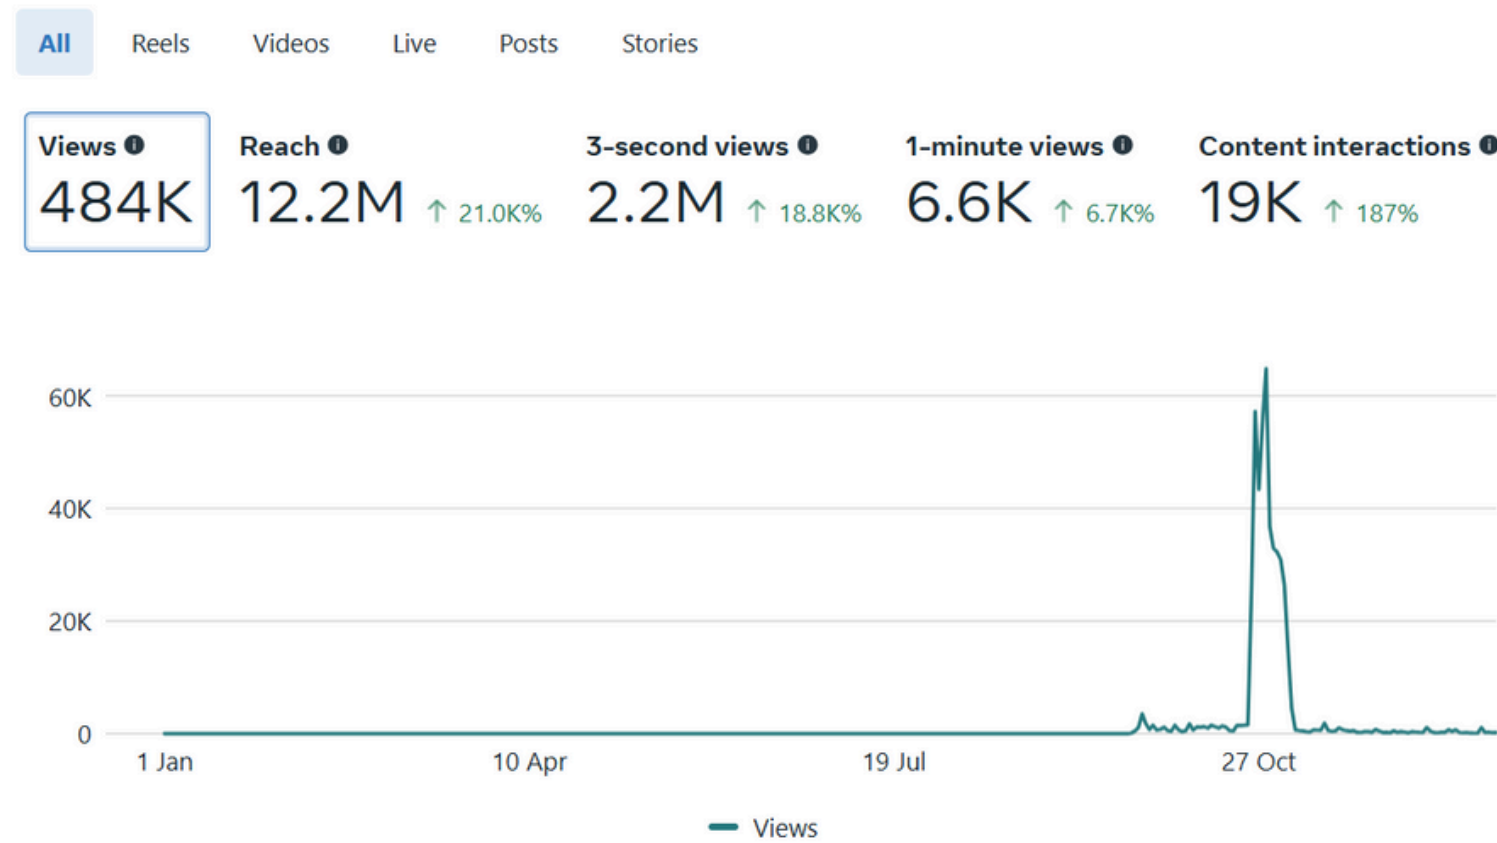 All Reels Videos Live Posts Stories
Views Reach 3-second views 1-minute views Content interactions
484K 12.2M ↑ 21.0K% 2.2M ↑ 18.8K% 6.6K ↑ 6.7K% 19K ↑ 187%
60K
40K
20K
0
1 Jan 10 Apr 19 Jul 27 Oct
Views